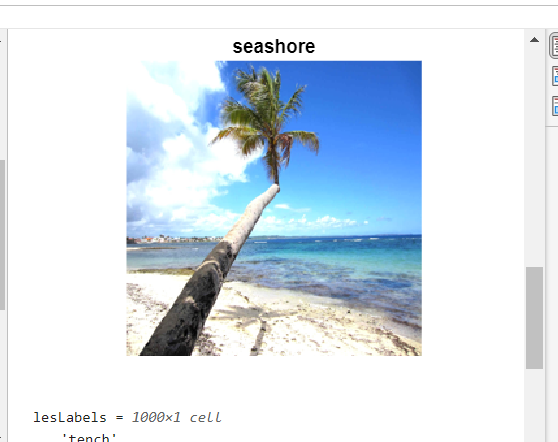 seashore
lesLabels = 1000×1 cell
'tench'